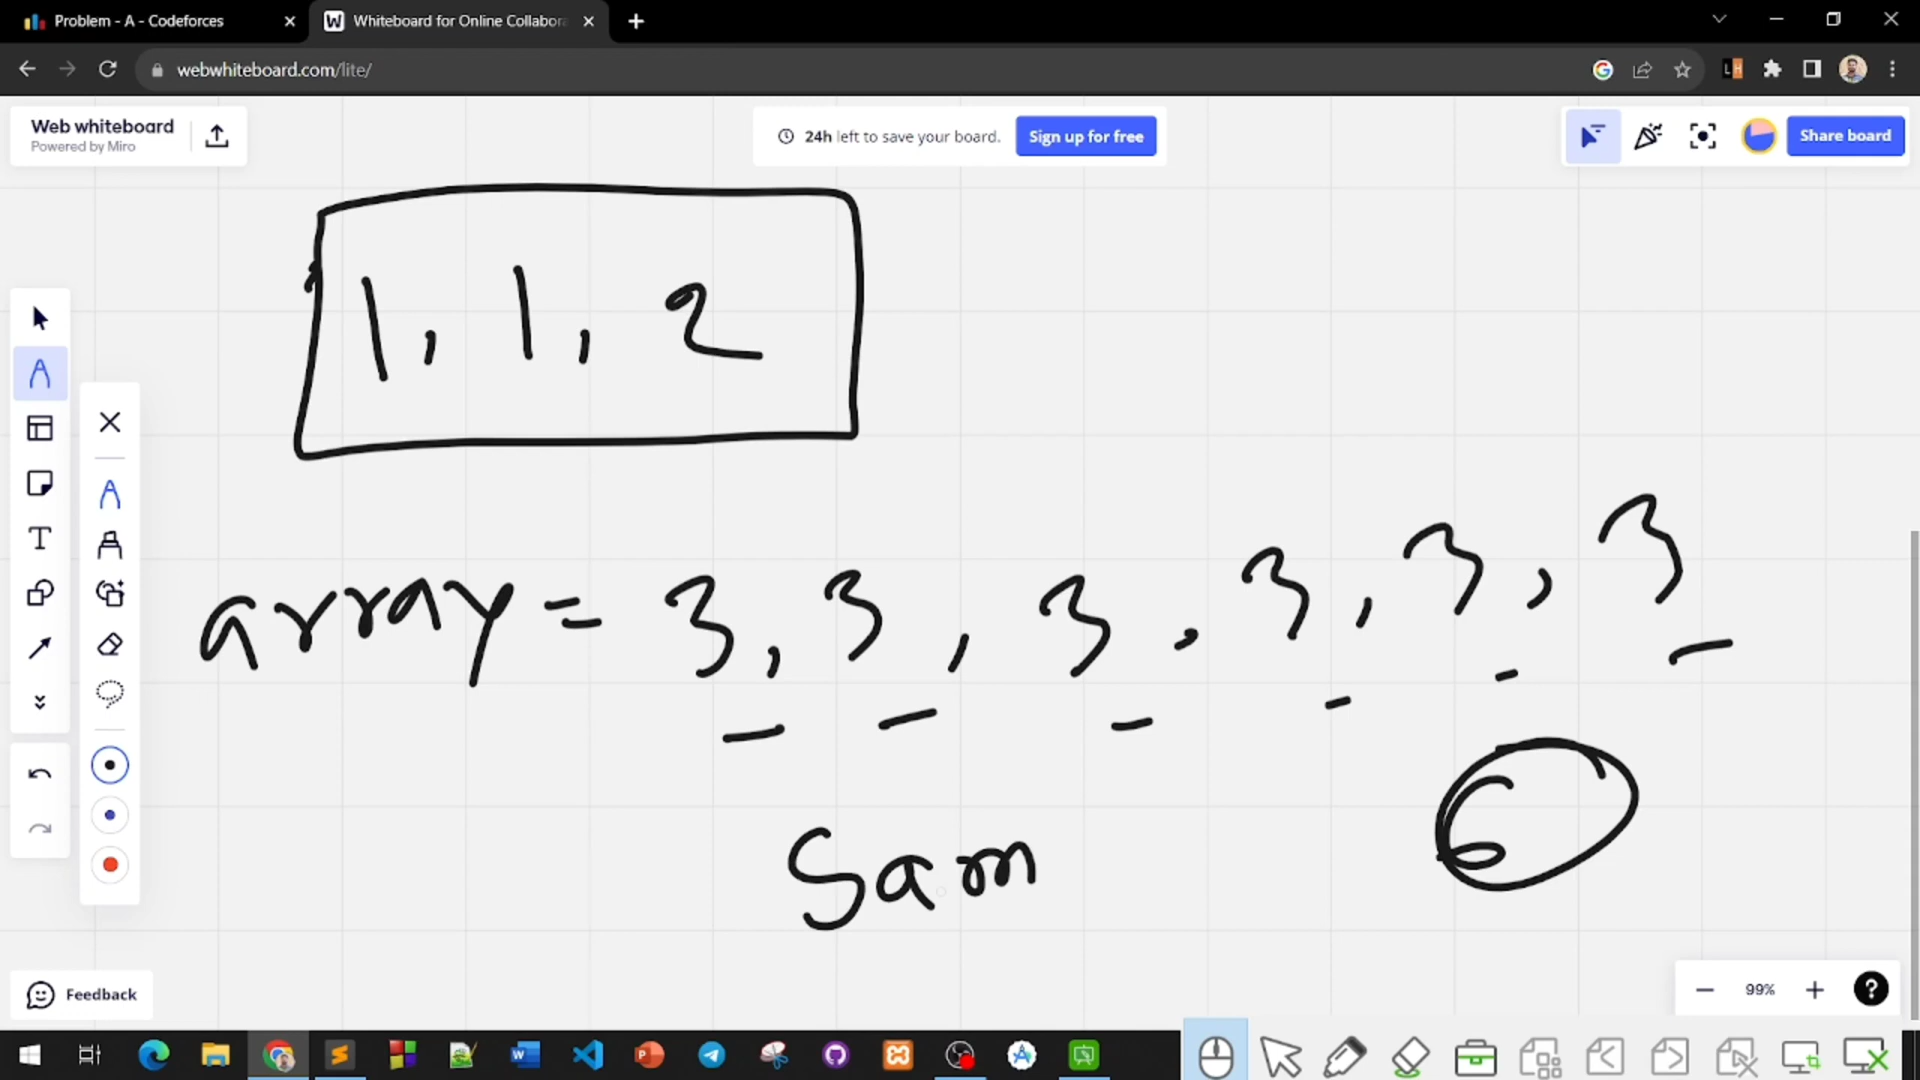 Problem - A - Codeforces
Whiteboard for Online Collabora
webwhiteboard.com/lite/
Web whiteboard
Powered by Miro
24h left to save your board.
Sign up for free
Share board
1, 1, 2
array = 3, 3, 3, 3, 3, 3
6
Sam
Feedback
99%